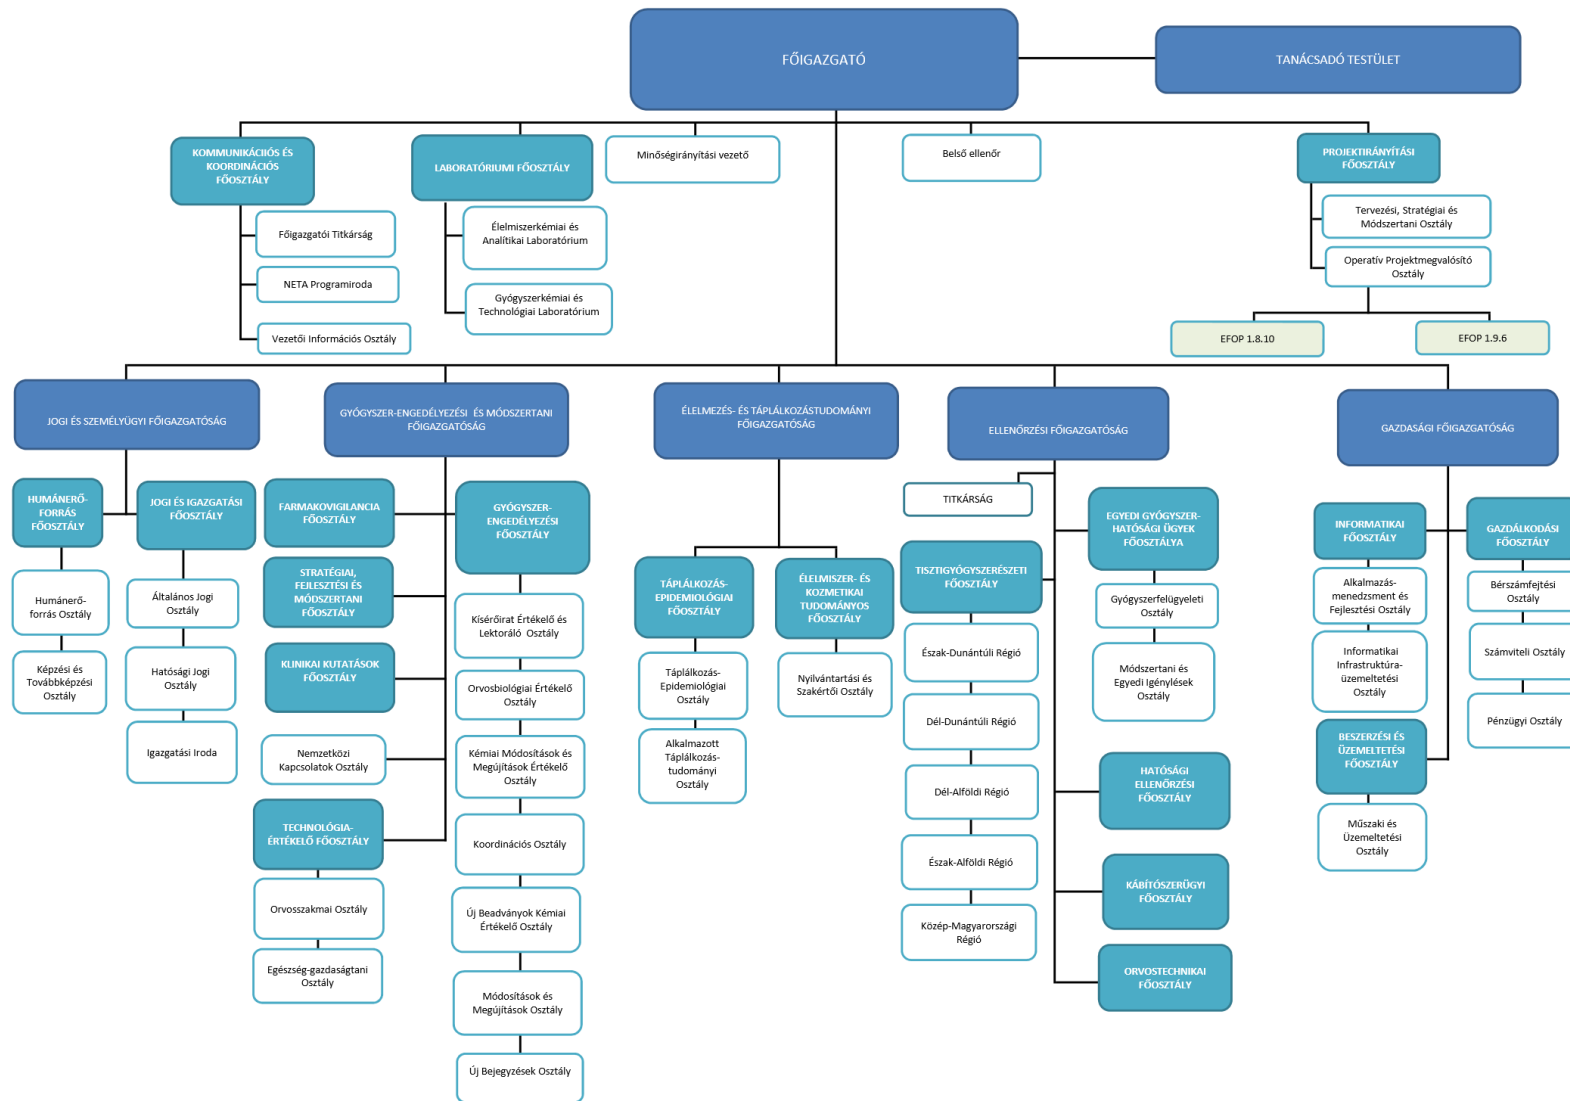 FŐIGAZGATÓ
TANÁCSADÓ TESTÜLET
KOMMUNIKÁCIIÓS ÉS
KOORDINÁCIÓS
FŐOSZTÁLY
LABORATÓRIUMI FŐOSZTÁLY
Minőségirányítási vezető
Belső ellenőr
PROJEKTIRÁNYÍTÁSI
FŐOSZTÁLY
Főigazgatói Titkárság
NETA Programiroda
Vezetői Információs Osztály
Élelmiszerkémiai és
Analítikai Laboratórium
Gyógyszerkémiai és
Technológiai Laboratórium
Tervezési, Stratégiai és
Módszertani Osztály
Operatív Projektmegvalósító
Osztály
EFOP 1.8.10
EFOP 1.9.6
JOGI ÉS SZEMÉLYÜGYI FŐIGAZGATÓSÁG
GYÓGYSZER-ENGEDÉLYEZÉSI ÉS MÓDSZERTANI
FŐIGAZGATÓSÁG
ÉLELMEZÉS- ÉS TÁPLÁLKOZÁSTUDOMÁNYI
FŐIGAZGATÓSÁG
ELLENŐRZÉSI FŐIGAZGATÓSÁG
GAZDASÁGI FŐIGAZGATÓSÁG
HUMÁNERŐ-
FORRÁS
FŐOSZTÁLY
Humánerő-
forrás Osztály
Képzési és
Továbbképzési
Osztály
JOGI ÉS IGAZGATÁSI
FŐOSZTÁLY
Általános Jogi
Osztály
Hatósági Jogi
Osztály
Igazgatási Iroda
FARMAKOVIGILANCIA
FŐOSZTÁLY
STRATÉGIAI,
FEJLESZTÉSI ÉS
MÓDSZERTANI
FŐOSZTÁLY
KLINIKAI KUTATÁSOK
FŐOSZTÁLY
Nemzetközi
Kapcsolatok Osztály
TECHNOLÓGIA-
ÉRTÉKELŐ FŐOSZTÁLY
Orvosszakmai Osztály
Egészség-gazdaságtani
Osztály
GYÓGYSZER-
ENGEDÉLYEZÉSI
FŐOSZTÁLY
Kísérőirat Értékelő és
Lektoráló Osztály
Orvosbiológiai Értékelő
Osztály
Kémiai Módosítások és
Megújítások Értékelő
Osztály
Koordinációs Osztály
Új Beadványok Kémiai
Értékelő Osztály
Módosítások és
Megújítások Osztály
Új Bejegyzések Osztály
TÁPLÁLKOZÁS-
EPIDEMIOLÓGIAI
FŐOSZTÁLY
Táplálkozás-
Epidemiológiai
Osztály
Alkalmazott
Táplálkozás-
tudományi
Osztály
ÉLELMISZER- ÉS
KOZMETIKAI
TUDOMÁNYOS
FŐOSZTÁLY
Nyilvántartási és
Szakértői Osztály
TITKÁRSÁG
TISZTIGYÓGYSZERÉSZETI
FŐOSZTÁLY
Észak-Dunántúli Régió
Dél-Dunántúli Régió
Dél-Alföldi Régió
Észak-Alföldi Régió
Közép-Magyarországi
Régió
EGYEDI GYÓGYSZER-
HATÓSÁGI ÜGYEK
FŐOSZTÁLYA
Gyógyszerfelügyeleti
Osztály
Módszertani és
Egyedi Igénylések
Osztály
HATÓSÁGI
ELLENŐRZÉSI
FŐOSZTÁLY
KÁBÍTÓSZERÜGYI
FŐOSZTÁLY
ORVOSTECHNIKAI
FŐOSZTÁLY
INFORMATIKAI
FŐOSZTÁLY
Alkalmazás-
menedzsment és
Fejlesztési Osztály
Informatikai
Infrastruktúra-
üzemeltetési
Osztály
BESZERZÉSI ÉS
ÜZEMELTETÉSI
FŐOSZTÁLY
Műszaki és
Üzemeltetési
Osztály
GAZDÁLKODÁSI
FŐOSZTÁLY
Bérszámfejtési
Osztály
Számviteli Osztály
Pénzügyi Osztály